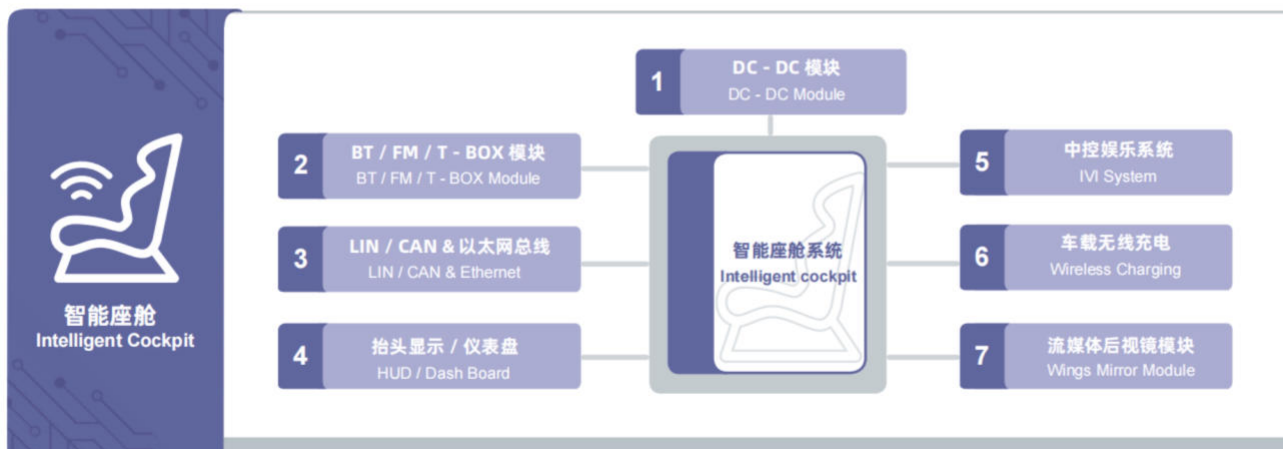 智能座舱
Intelligent Cockpit
1
DC - DC 模块
DC - DC Module
2
BT / FM / T - BOX 模块
BT / FM / T - BOX Module
3
LIN / CAN & 以太网总线
LIN / CAN & Ethernet
4
抬头显示 / 仪表盘
HUD / Dash Board
智能座舱系统
Intelligent cockpit
5
中控娱乐系统
IVI System
6
车载无线充电
Wireless Charging
7
流媒体后视镜模块
Wings Mirror Module